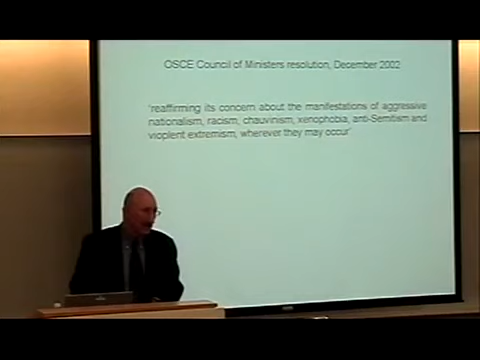 OSCE Council of Ministers resolution, December 2002
'reaffirming its concern about the manifestations of aggressive
nationalism, racism, chauvinism, xenophobia, anti-Semitism and
vioplent extremism, wherever they may occur'